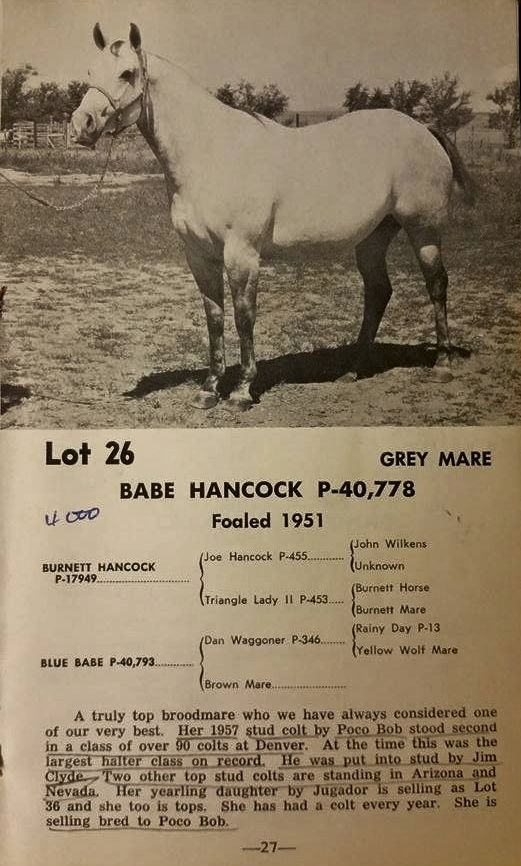 Lot 26 GREY MARE
BABE HANCOCK P-40,778
4000
Foaled 1951
John Wilkens
Joe Hancock P-455............
Unknown
BURNETT HANCOCK
P-17949..............................
Burnett Horse
Triangle Lady II P-453.....
Burnett Mare
Rainy Day P-13
Dan Waggoner P-346........
Yellow Wolf Mare
BLUE BABE P-40,793............
Brown Mare........................
A truly top broodmare who we have always considered one
of our very best. Her 1957 stud colt by Poco Bob stood second
in a class of over 90 colts at Denver. At the time this was the
largest halter class on record. He was put into stud by Jim
Clyde. Two other top stud colts are standing in Arizona and
Nevada. Her yearling daughter by Jugador is selling as Lot
36 and she too is tops. She has had a colt every year. She is
selling bred to Poco Bob.
—27—